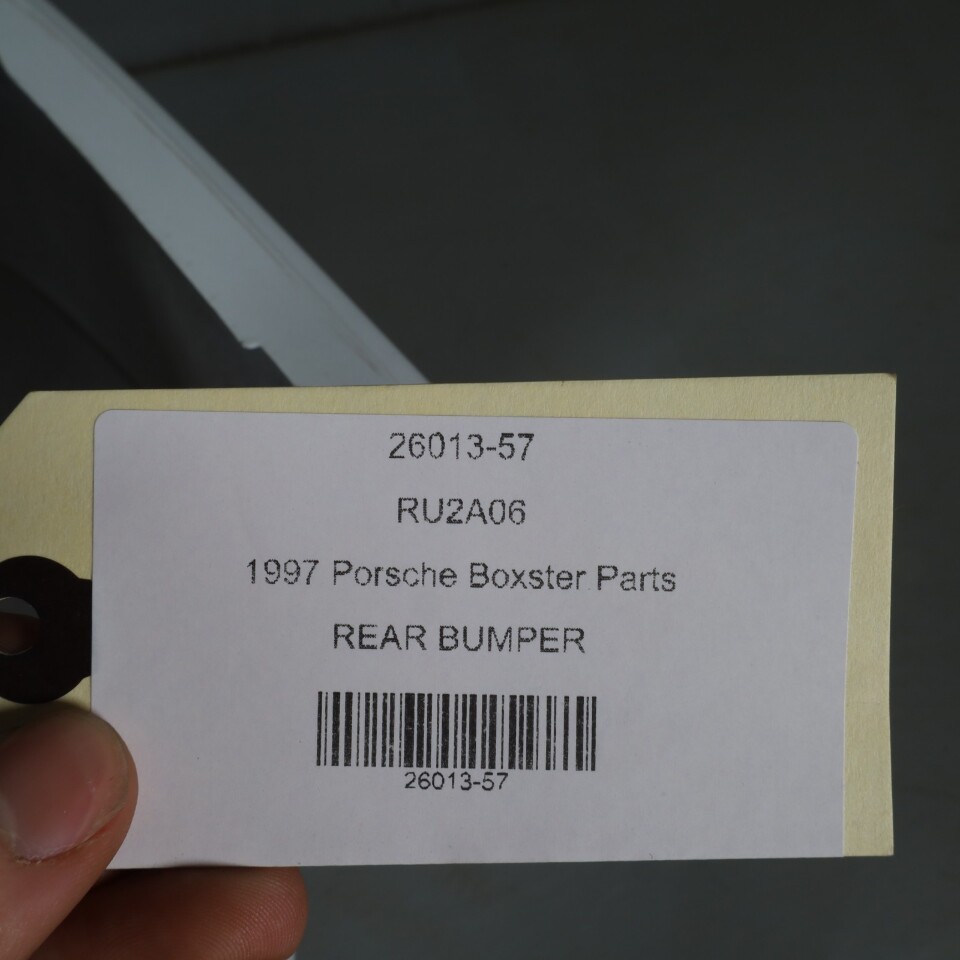 26013-57
RU2A06
1997 Porsche Boxster Parts
REAR BUMPER
26013-57